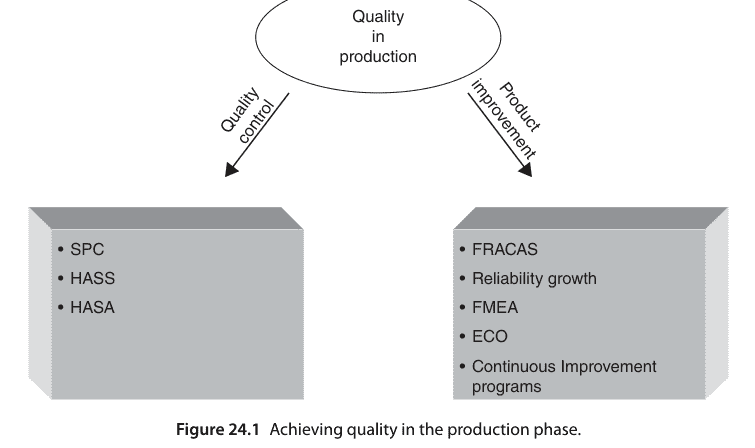 Quality
in
production
Quality
control
Product
improvement
• SPC
• HASS
• HASA
• FRACAS
• Reliability growth
• FMEA
• ECO
• Continuous Improvement
programs
Figure 24.1 Achieving quality in the production phase.